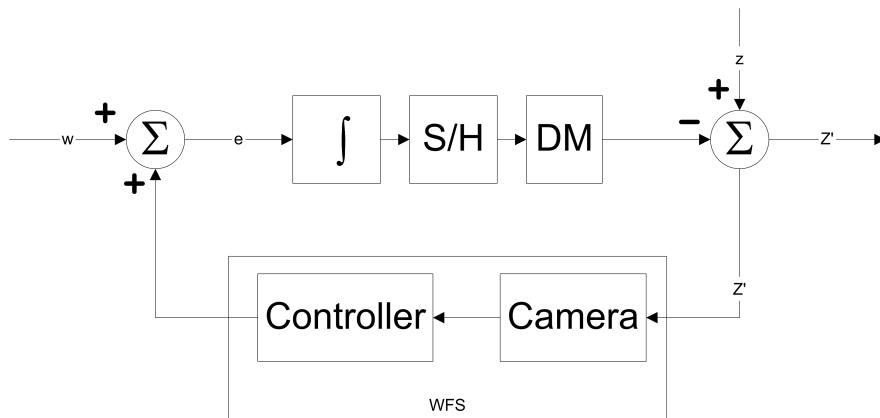 z
+
+
w
Σ
e
∫
S/H
DM
−
Σ
Z'
+
Z'
Controller
Camera
WFS